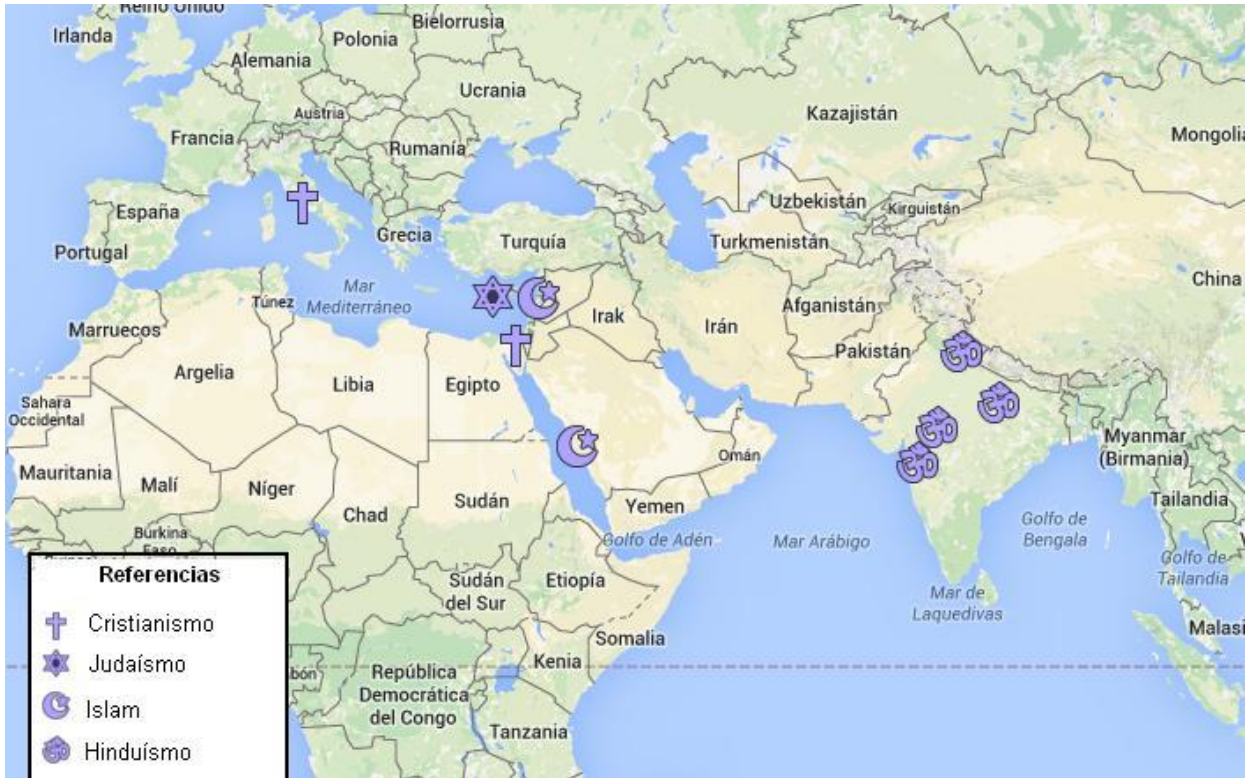 Reino Unido
Irlanda
Bielorrusia
Polonia
Alemania
Ucrania
Kazajistán
Austria
Francia
Mongolia
Rumanía
Uzbekistán
Kirguistán
España
Portugal
Grecia
Turquía
Turkmenistán
China
Mar
Mediterráneo
Túnez
Marruecos
Irak
Irán
Afganistán
Pakistán
Argelia
Libia
Egipto
Sahara
Occidental
Omán
Myanmar
(Birmania)
Mauritania
Malí
Níger
Sudán
Yemen
Tailandia
Chad
Golfo de
Bengala
Burkina
Faso
Golfo de Adén
Mar Arábigo
Golfo de
Tailandia
Sudán
del Sur
Etiopía
Mar de
Laquedivas
Somalia
Malasi
Kenia
bón
República
Democrática
del Congo
Tanzania
Referencias
Cristianismo
Judaísmo
Islam
Hinduísmo